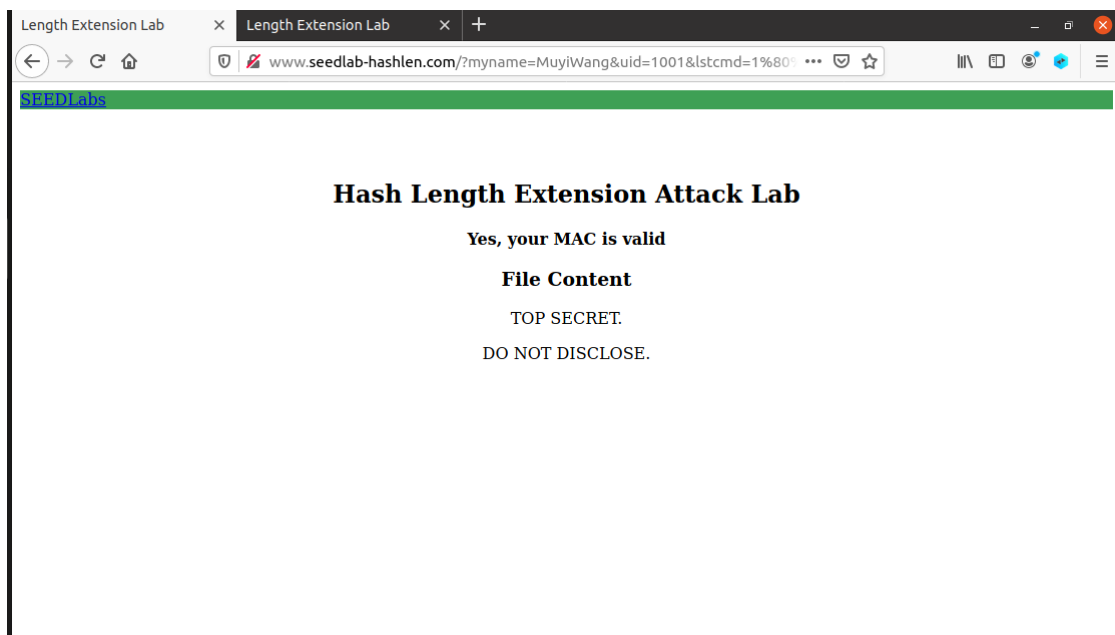 Length Extension Lab
Length Extension Lab
www.seedlab-hashlen.com/?myname=MuyiWang&uid=1001&lstcmd=1%80
SEEDLabs
Hash Length Extension Attack Lab
Yes, your MAC is valid
File Content
TOP SECRET.
DO NOT DISCLOSE.